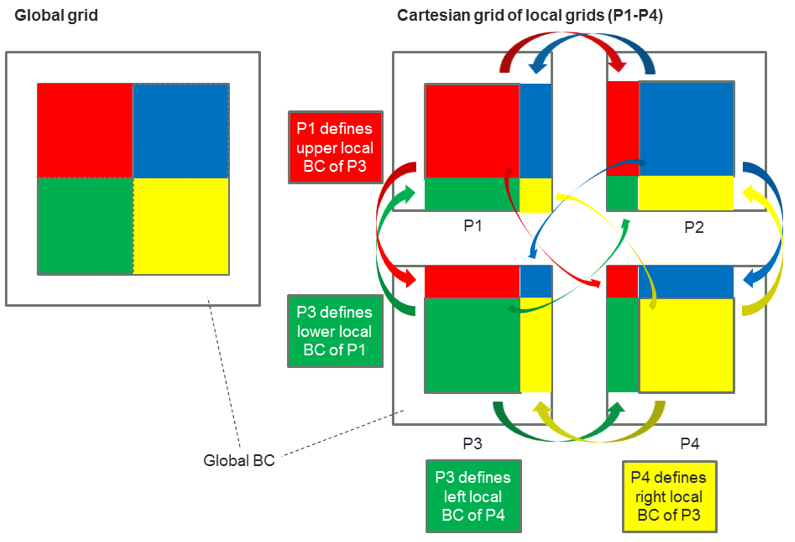 Global grid
Cartesian grid of local grids (P1-P4)
P1 defines
upper local
BC of P3
P1
P2
P3 defines
lower local
BC of P1
Global BC
P3
P4
P3 defines
left local
BC of P4
P4 defines
right local
BC of P3